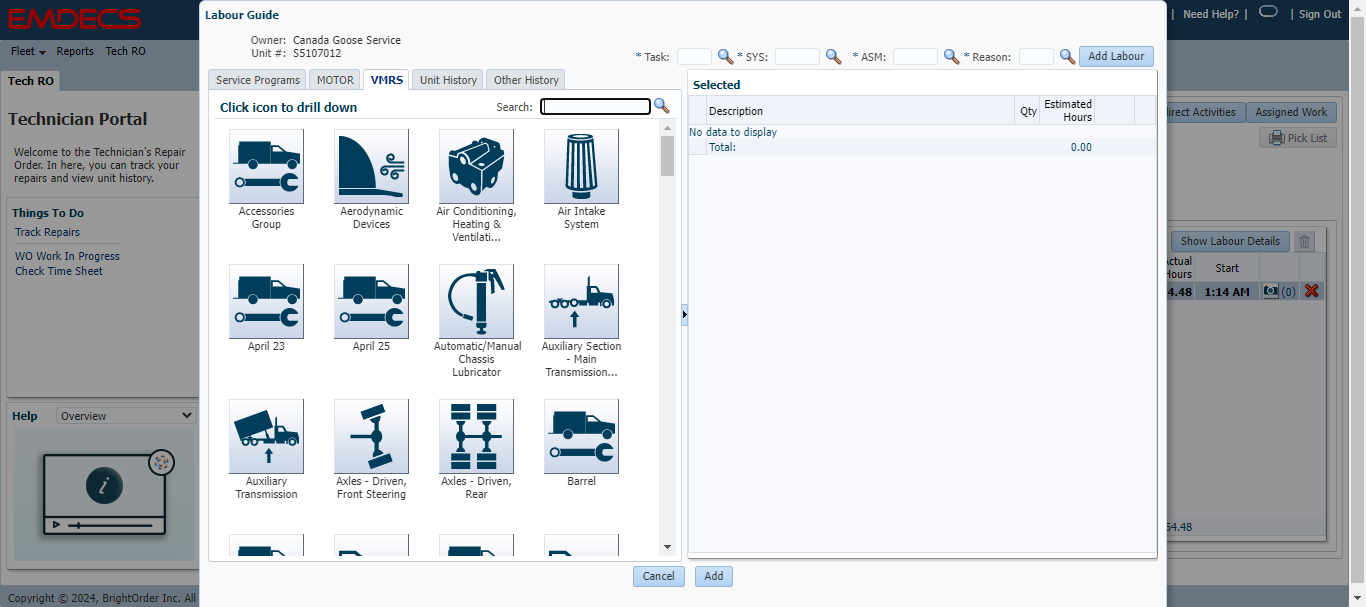 EMDECS
| Need Help? | | Sign Out
Fleet Reports Tech RO
Tech RO
Technician Portal
Welcome to the Technician's Repair
Order. In here, you can track your
repairs and view unit history.
Things To Do
Track Repairs
WO Work In Progress
Check Time Sheet
Help Overview
i
Copyright © 2024, BrightOrder Inc. All
Labour Guide
Owner: Canada Goose Service
Unit #: S5107012
* Task: * SYS: * ASM: * Reason: Add Labour
Service Programs MOTOR VMRS Unit History Other History
Click icon to drill down Search:
Accessories
Group
Aerodynamic
Devices
Air Conditioning,
Heating &
Ventilati...
Air Intake
System
April 23
April 25
Automatic/Manual
Chassis
Lubricator
Auxiliary Section
- Main
Transmission...
Auxiliary
Transmission
Axles - Driven,
Front Steering
Axles - Driven,
Rear
Barrel
Selected
Description Qty Estimated
Hours
No data to display
Total: 0.00
Cancel Add
irect Activities Assigned Work
Pick List
Show Labour Details
ctual
Hours Start
4.48 1:14 AM (0)
54.48